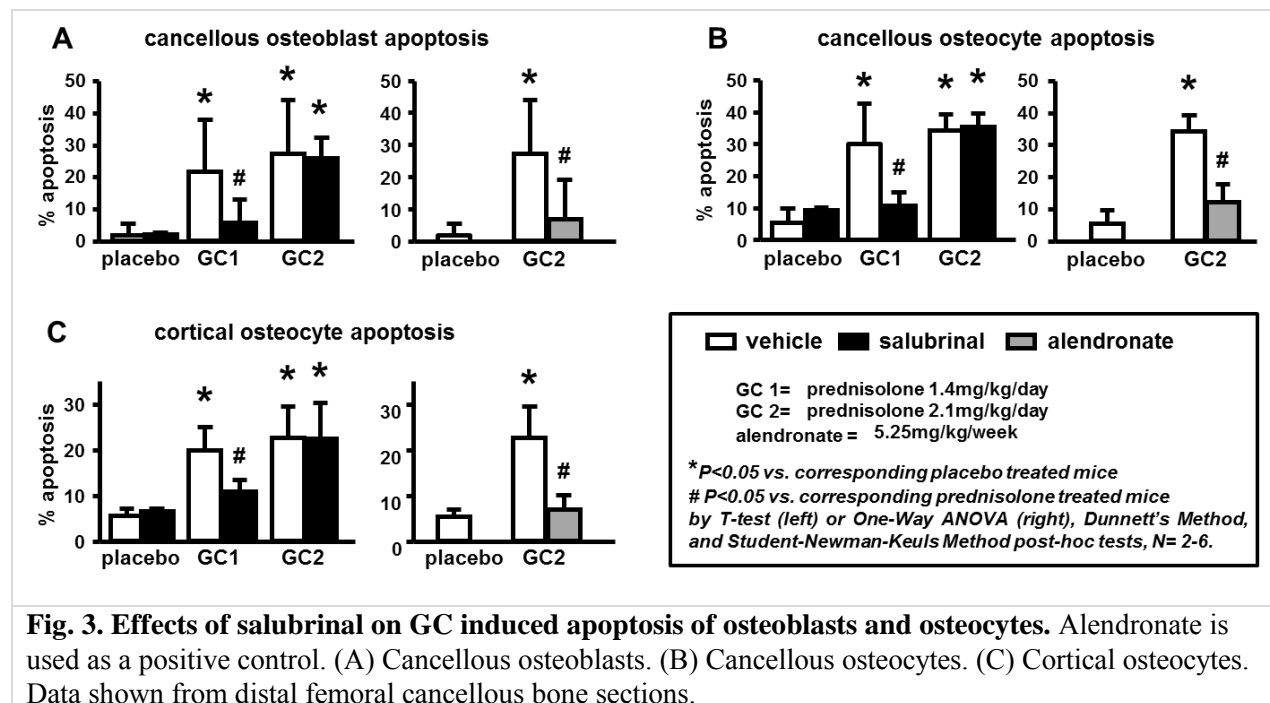 A cancellous osteoblast apoptosis
% apoptosis
50
40
30
20
10
0
* * *
#
placebo GC1 GC2
50
40
30
20
10
0
*
#
placebo GC2
B cancellous osteocyte apoptosis
% apoptosis
50
40
30
20
10
0
* * *
#
placebo GC1 GC2
50
40
30
20
10
0
*
#
placebo GC2
C cortical osteocyte apoptosis
% apoptosis
30
20
10
0
* * *
#
placebo GC1 GC2
30
20
10
0
*
#
placebo GC2
vehicle salubrinal alendronate
GC 1= prednisolone 1.4mg/kg/day
GC 2= prednisolone 2.1mg/kg/day
alendronate = 5.25mg/kg/week
*P<0.05 vs. corresponding placebo treated mice
# P<0.05 vs. corresponding prednisolone treated mice
by T-test (left) or One-Way ANOVA (right), Dunnett's Method,
and Student-Newman-Keuls Method post-hoc tests, N= 2-6.
Fig. 3. Effects of salubrinal on GC induced apoptosis of osteoblasts and osteocytes. Alendronate is
used as a positive control. (A) Cancellous osteoblasts. (B) Cancellous osteocytes. (C) Cortical osteocytes.
Data shown from distal femoral cancellous bone sections.